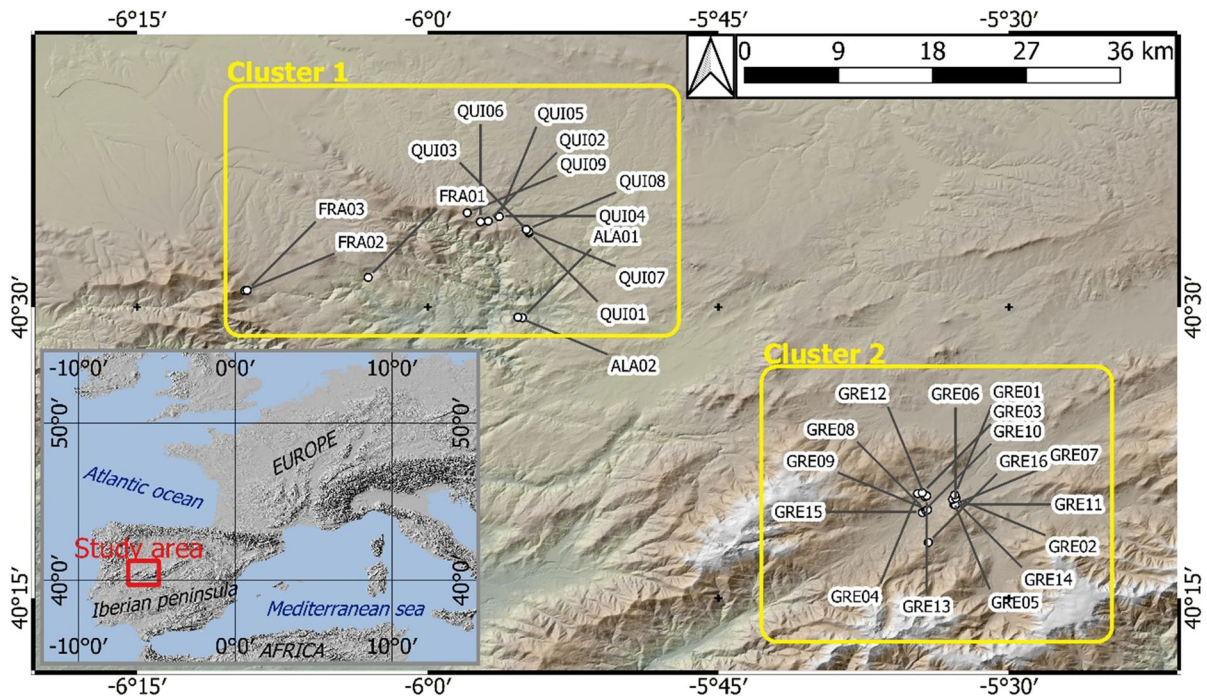 -6°15′ -6°0′ -5°45′ -5°30′
0 9 18 27 36 km
Cluster 1
QUI06
QUI05
QUI03
QUI02
QUI09
QUI08
FRA01
FRA03
QUI04
FRA02
ALA01
QUI07
QUI01
ALA02
40°30′ 40°30′
Cluster 2
GRE12
GRE06
GRE01
GRE03
GRE08
GRE10
GRE09
GRE16
GRE07
GRE15
GRE11
GRE02
GRE14
GRE04
GRE13
GRE05
40°15′ 40°15′
-10°0′ 0°0′ 10°0′
50°0′ 50°0′
EUROPE
Atlantic ocean
Study area
40°0′ 40°0′
Iberian peninsula
Mediterranean sea
AFRICA
-10°0′ 0°0′ 10°0′
-6°15′ -6°0′ -5°45′ -5°30′